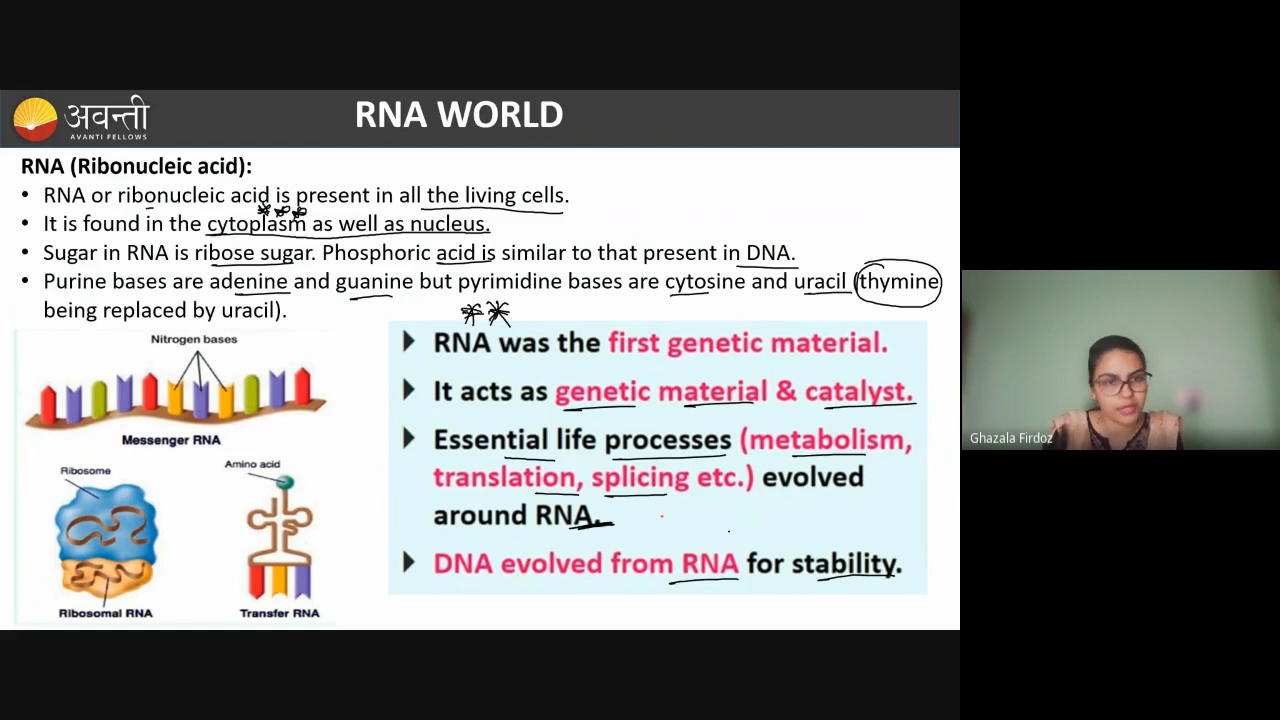 अवन्ती
AVANTI FELLOWS
RNA WORLD
RNA (Ribonucleic acid):
• RNA or ribonucleic acid is present in all the living cells.
• It is found in the cytoplasm as well as nucleus.
• Sugar in RNA is ribose sugar. Phosphoric acid is similar to that present in DNA.
• Purine bases are adenine and guanine but pyrimidine bases are cytosine and uracil (thymine
being replaced by uracil).
Nitrogen bases
Messenger RNA
Ribosome
Amino acid
Ribosomal RNA
Transfer RNA
RNA was the first genetic material.
It acts as genetic material & catalyst.
Essential life processes (metabolism,
translation, splicing etc.) evolved
around RNA.
DNA evolved from RNA for stability.
Ghazala Firdoz